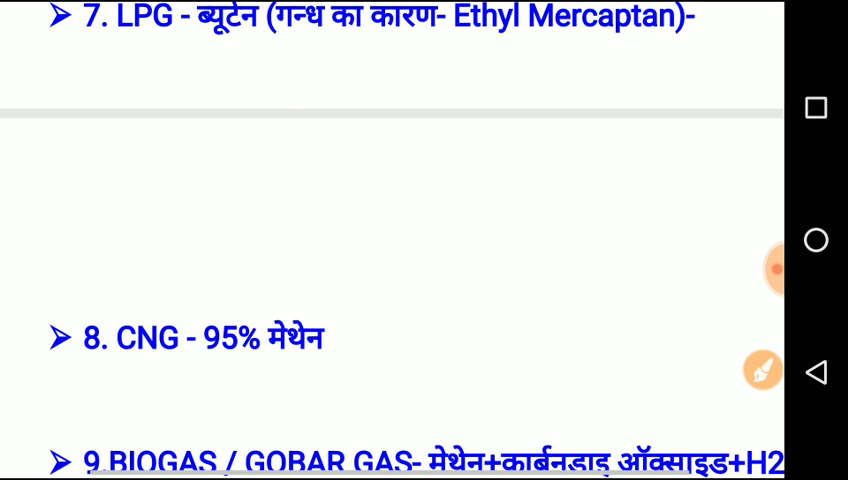 ➢ 7. LPG - ब्यूटेन (गन्ध का कारण- Ethyl Mercaptan)-
➢ 8. CNG - 95% मेथेन
➢ 9.BIOGAS / GOBAR GAS- मेथेन+कार्बनडाइ ऑक्साइड+H2